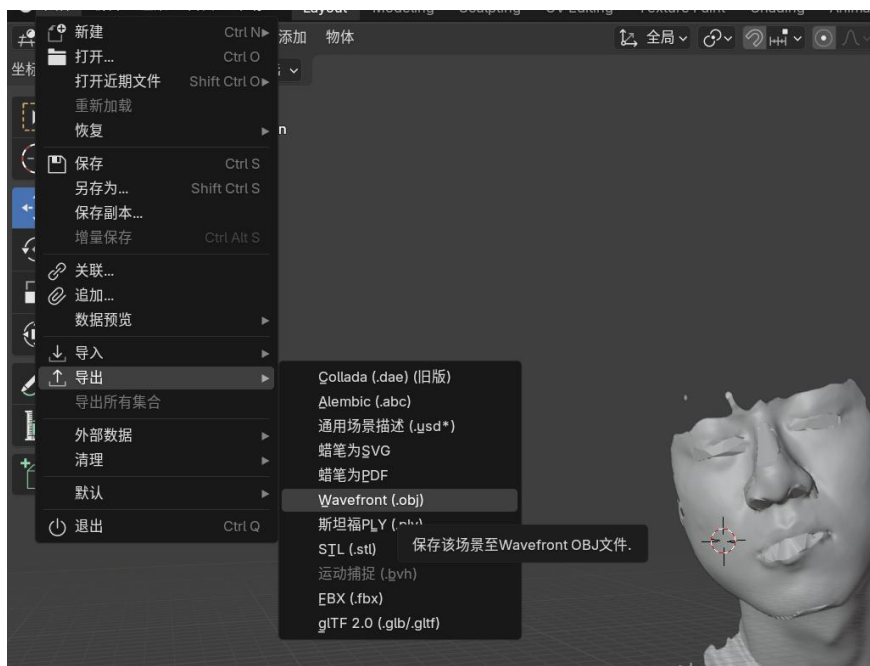 Layout Modeling Sculpting UV Editing Texture Paint Shading
添加 物体 全局
新建 Ctrl N
打开... Ctrl O
打开近期文件 Shift Ctrl O
重新加载
恢复
n
保存 Ctrl S
另存为... Shift Ctrl S
保存副本...
增量保存 Ctrl Alt S
关联...
追加...
数据预览
导入
导出
导出所有集合
外部数据
清理
默认
退出 Ctrl Q
Collada (.dae) (旧版)
Alembic (.abc)
通用场景描述 (.usd*)
蜡笔为SVG
蜡笔为PDF
Wavefront (.obj)
斯坦福PLY (.ply)
保存该场景至Wavefront OBJ文件.
STL (.stl)
运动捕捉 (.bvh)
FBX (.fbx)
glTF 2.0 (.glb/.gltf)